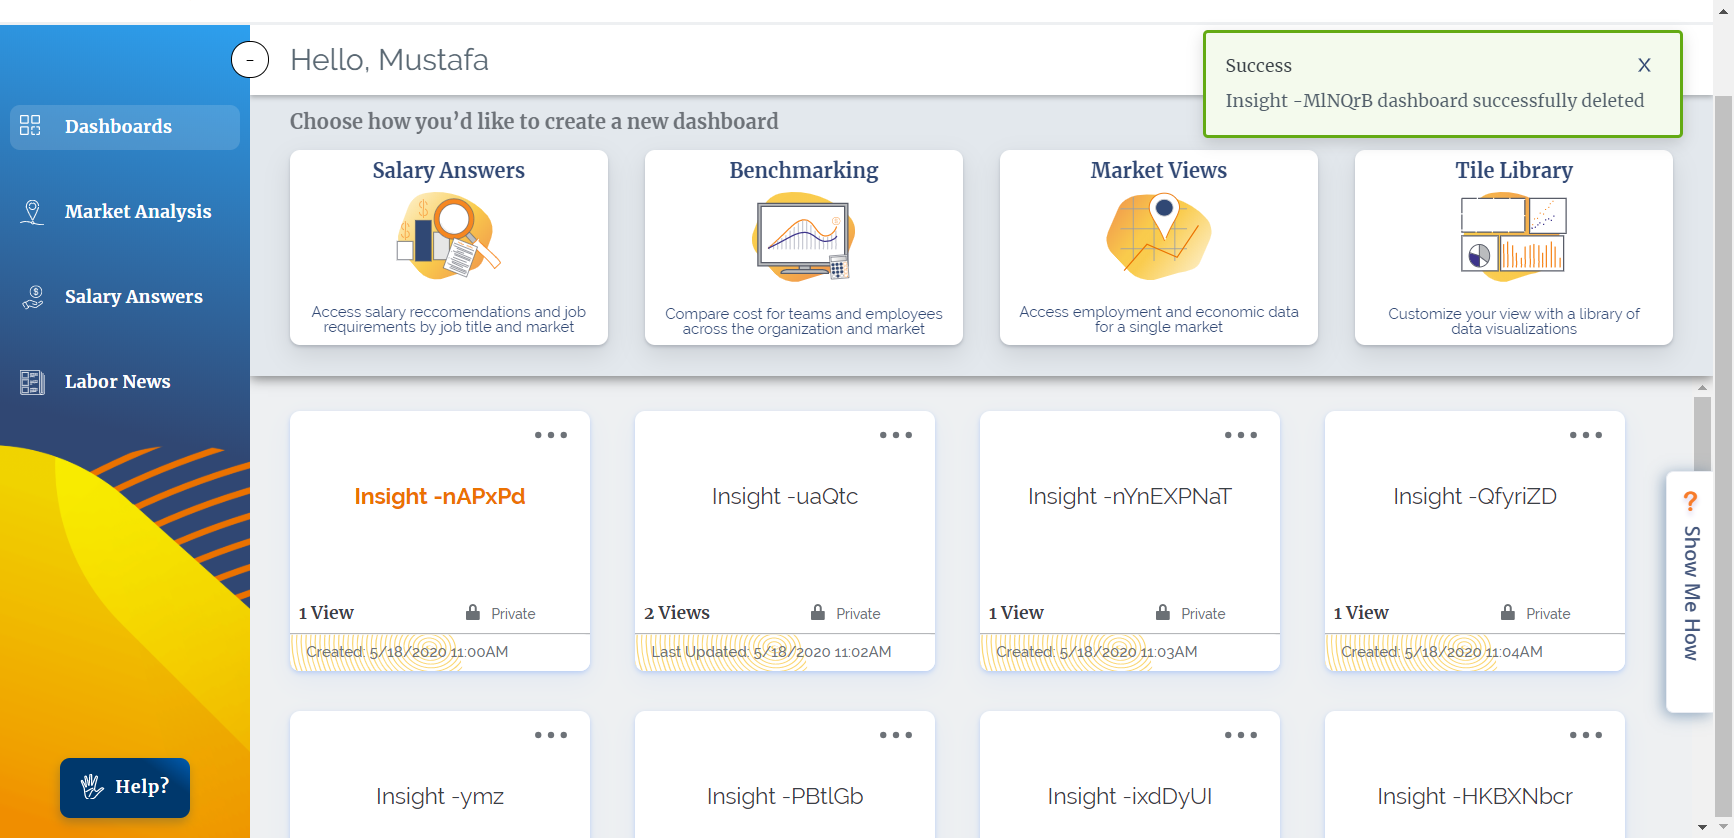 Hello, Mustafa
Success
X
Insight -MlNQrB dashboard successfully deleted
-
Dashboards
Market Analysis
Salary Answers
Labor News
Help?
Choose how you’d like to create a new dashboard
Salary Answers
Access salary reccomendations and job
requirements by job title and market
Benchmarking
Compare cost for teams and employees
across the organization and market
Market Views
Access employment and economic data
for a single market
Tile Library
Customize your view with a library of
data visualizations
Insight -nAPxPd
1 View
Private
Created: 5/18/2020 11:00AM
Insight -uaQtc
2 Views
Private
Last Updated: 5/18/2020 11:02AM
Insight -nYnEXPNaT
1 View
Private
Created: 5/18/2020 11:03AM
Insight -QfyriZD
1 View
Private
Created: 5/18/2020 11:04AM
Insight -ymz
Insight -PBtlGb
Insight -ixdDyUI
Insight -HKBXNbcr
? Show Me How